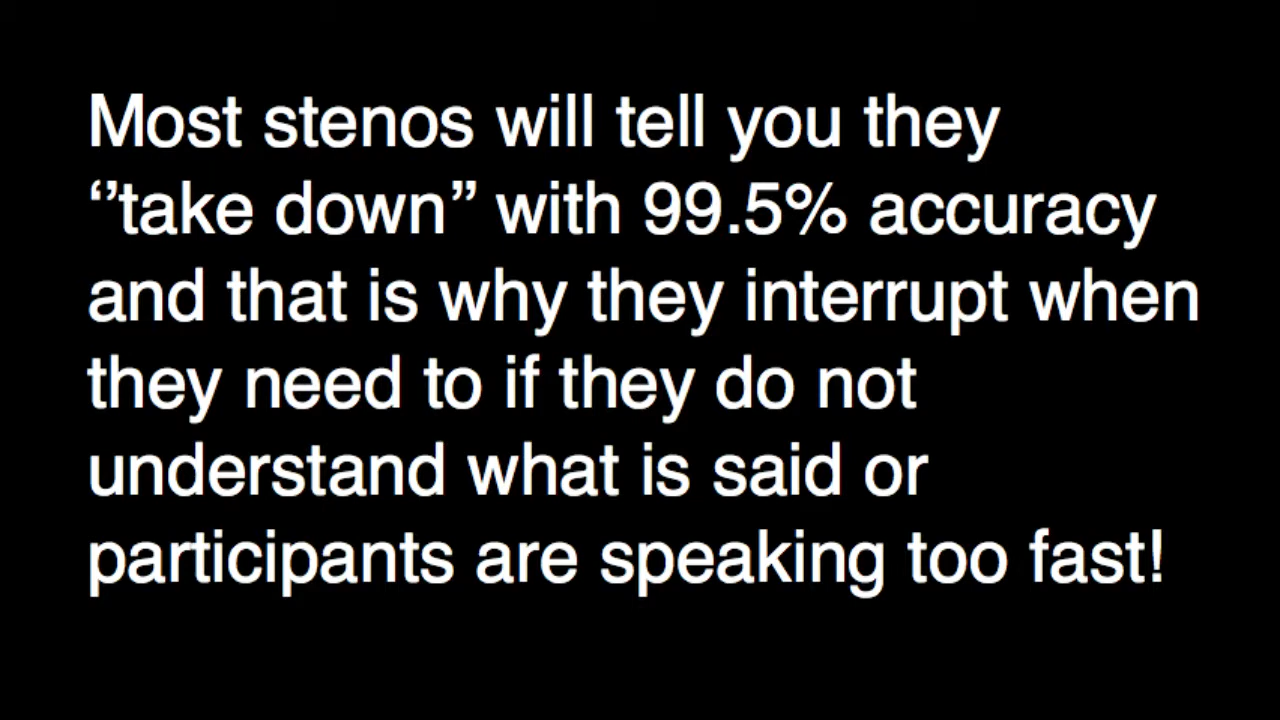 Most stenos will tell you they
‘’take down” with 99.5% accuracy
and that is why they interrupt when
they need to if they do not
understand what is said or
participants are speaking too fast!